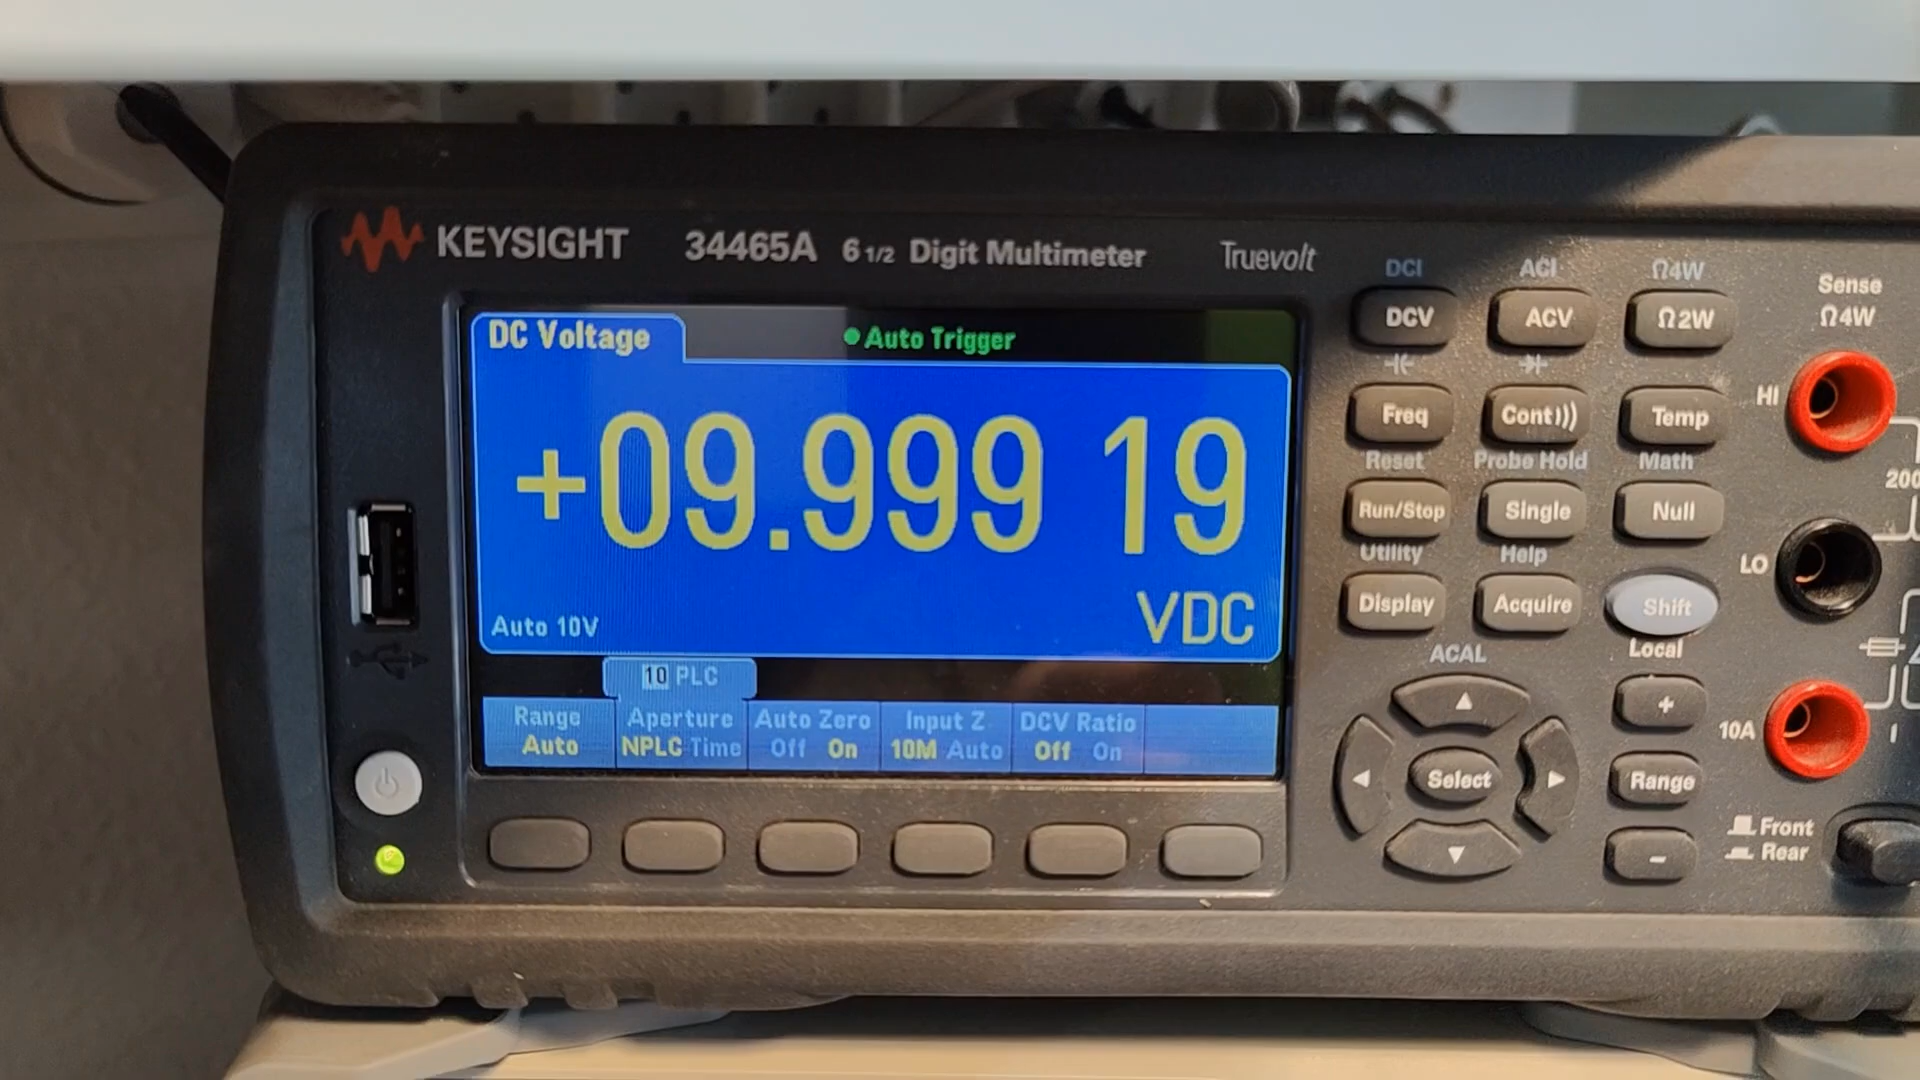 KEYSIGHT 34465A 6 1/2 Digit Multimeter Truevolt
DC Voltage
Auto Trigger
+09.999 19
VDC
Auto 10V
10 PLC
Range Aperture Auto Zero Input Z DCV Ratio
Auto NPLC Time Off On 10M Auto Off On
DCI ACI Ω4W
DCV ACV Ω2W
Freq Cont))) Temp
Reset Probe Hold Math
Run/Stop Single Null
Utility Help
Display Acquire Shift
ACAL Local
+
Select Range
-
Sense
Ω4W
HI
200
LO
10A
I
Front
Rear